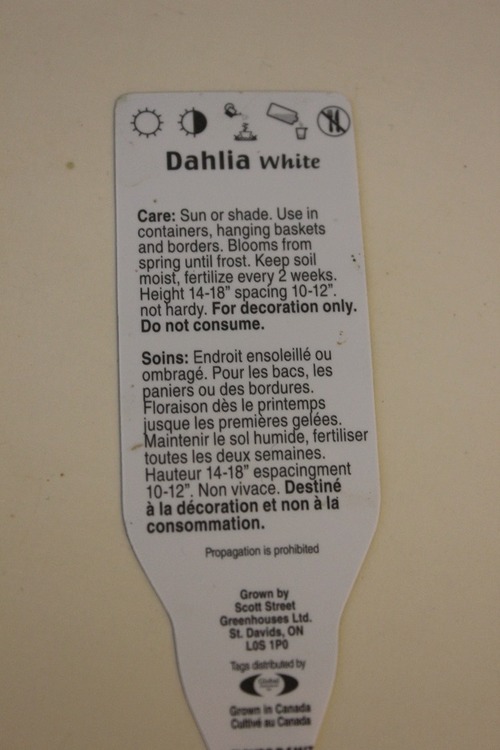 Dahlia White
Care: Sun or shade. Use in
containers, hanging baskets
and borders. Blooms from
spring until frost. Keep soil
moist, fertilize every 2 weeks.
Height 14-18" spacing 10-12".
not hardy. For decoration only.
Do not consume.
Soins: Endroit ensoleillé ou
ombragé. Pour les bacs, les
paniers ou des bordures.
Floraison dès le printemps
jusque les premières gelées.
Maintenir le sol humide, fertiliser
toutes les deux semaines.
Hauteur 14-18" espacingment
10-12". Non vivace. Destiné
à la décoration et non à la
consommation.
Propagation is prohibited
Grown by
Scott Street
Greenhouses Ltd.
St. Davids, ON
L0S 1P0
Tags distributed by
Global
Grown in Canada
Cultivé au Canada